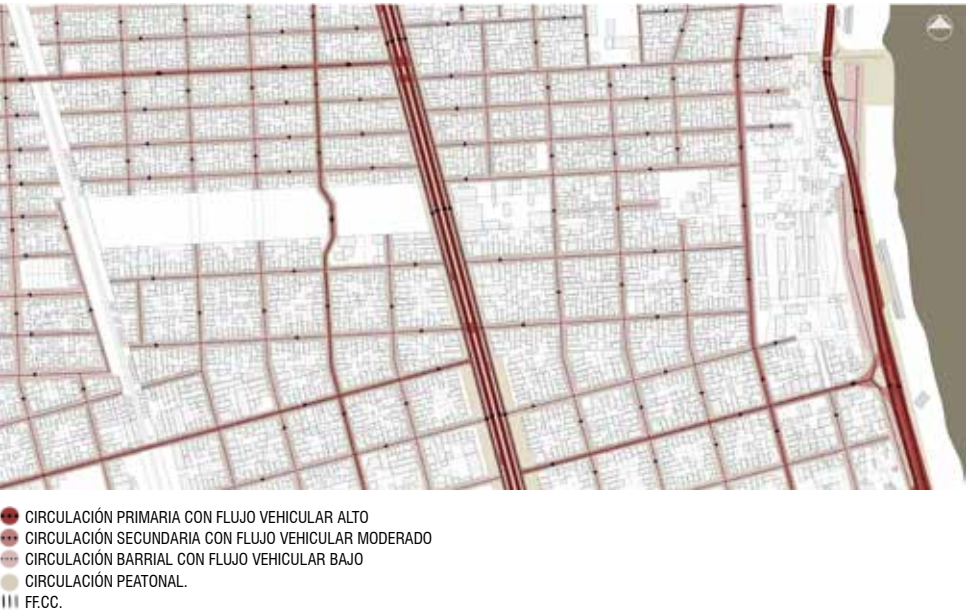 CIRCULACIÓN PRIMARIA CON FLUJO VEHICULAR ALTO
CIRCULACIÓN SECUNDARIA CON FLUJO VEHICULAR MODERADO
CIRCULACIÓN BARRIAL CON FLUJO VEHICULAR BAJO
CIRCULACIÓN PEATONAL.
FF.CC.